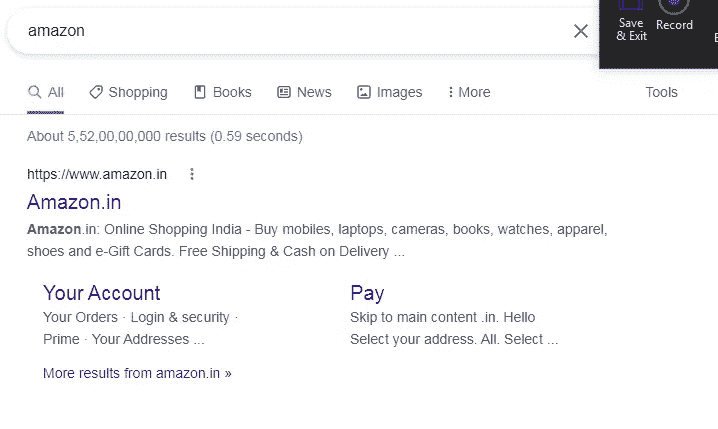 amazon
Save
& Exit
Record
All
Shopping
Books
News
Images
More
Tools
About 5,52,00,00,000 results (0.59 seconds)
https://www.amazon.in
Amazon.in
Amazon.in: Online Shopping India - Buy mobiles, laptops, cameras, books, watches, apparel,
shoes and e-Gift Cards. Free Shipping & Cash on Delivery ...
Your Account
Your Orders · Login & security ·
Prime · Your Addresses ...
Pay
Skip to main content .in. Hello
Select your address. All. Select ...
More results from amazon.in »